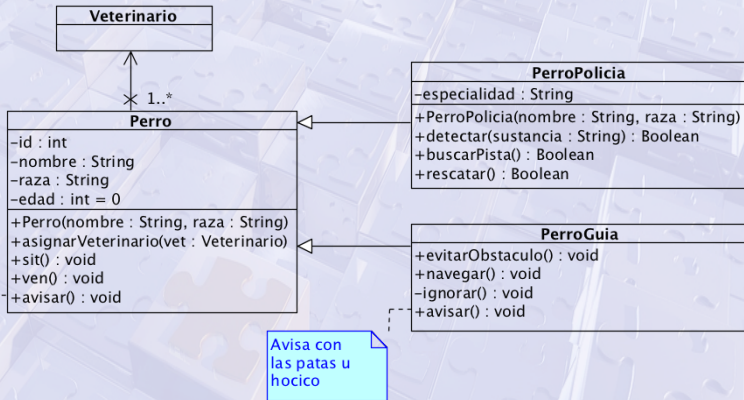 Veterinario
1..*
Perro
-id : int
-nombre : String
-raza : String
-edad : int = 0
+Perro(nombre : String, raza : String)
+asignarVeterinario(vet : Veterinario)
+sit() : void
+ven() : void
+avisar() : void
PerroPolicia
-especialidad : String
+PerroPolicia(nombre : String, raza : String)
+detectar(sustancia : String) : Boolean
+buscarPista() : Boolean
+rescatar() : Boolean
PerroGuia
+evitarObstaculo() : void
+navegar() : void
-ignorar() : void
+avisar() : void
Avisa con
las patas u
hocico